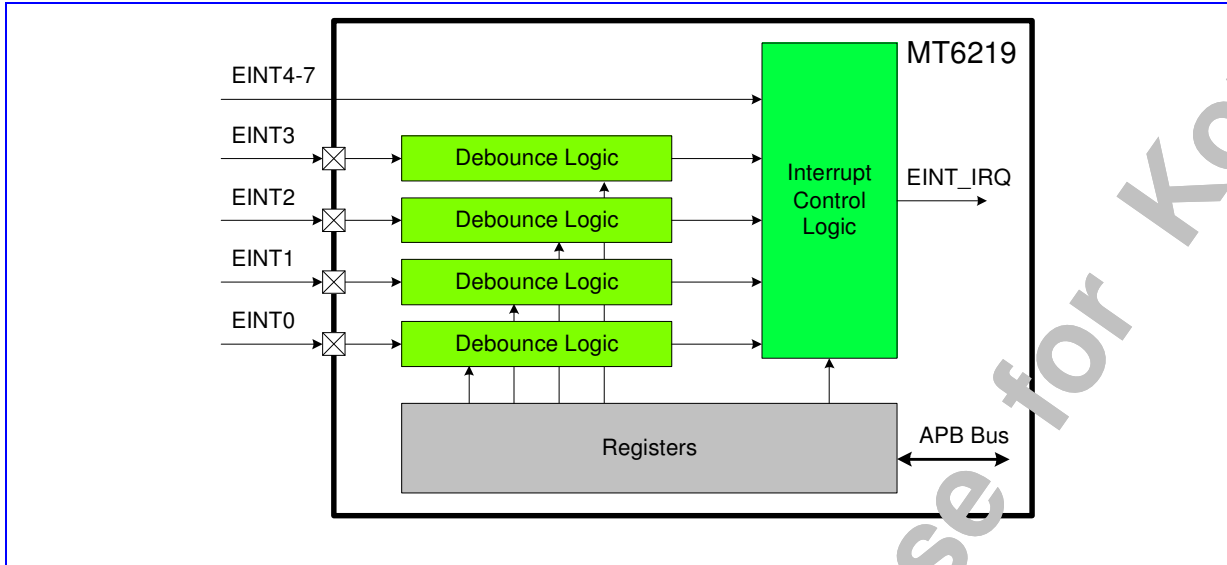 MT6219
EINT4-7
EINT3
Debounce Logic
EINT2
Debounce Logic
Interrupt
Control
Logic
EINT_IRQ
EINT1
Debounce Logic
EINT0
Debounce Logic
Registers
APB Bus
for